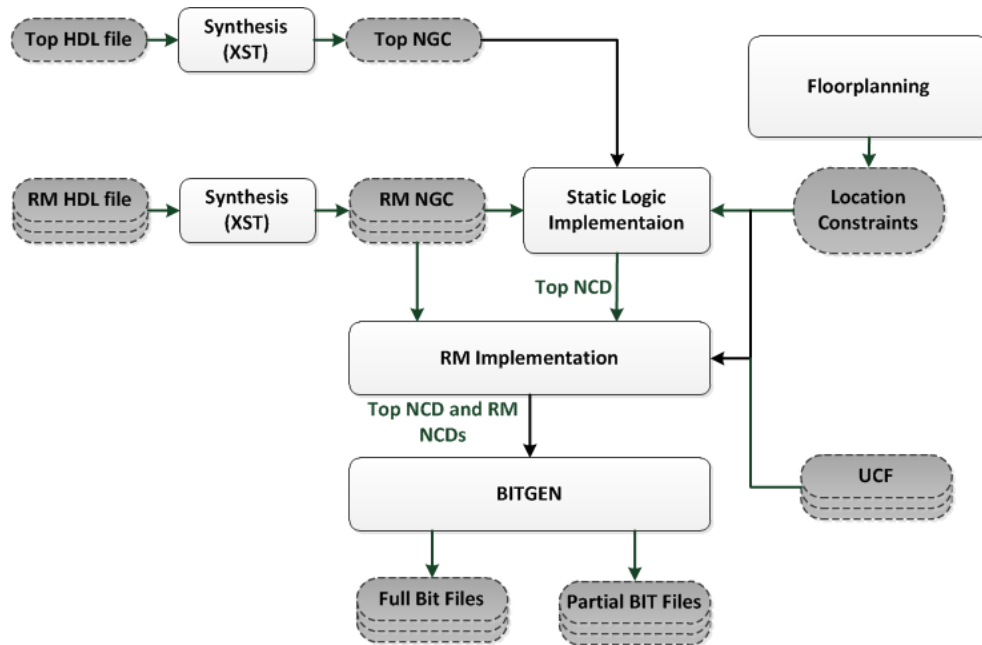 Top HDL file
Synthesis
(XST)
Top NGC
Floorplanning
RM HDL file
Synthesis
(XST)
RM NGC
Static Logic
Implementaion
Location
Constraints
Top NCD
RM Implementation
Top NCD and RM
NCDs
BITGEN
UCF
Full Bit Files
Partial BIT Files